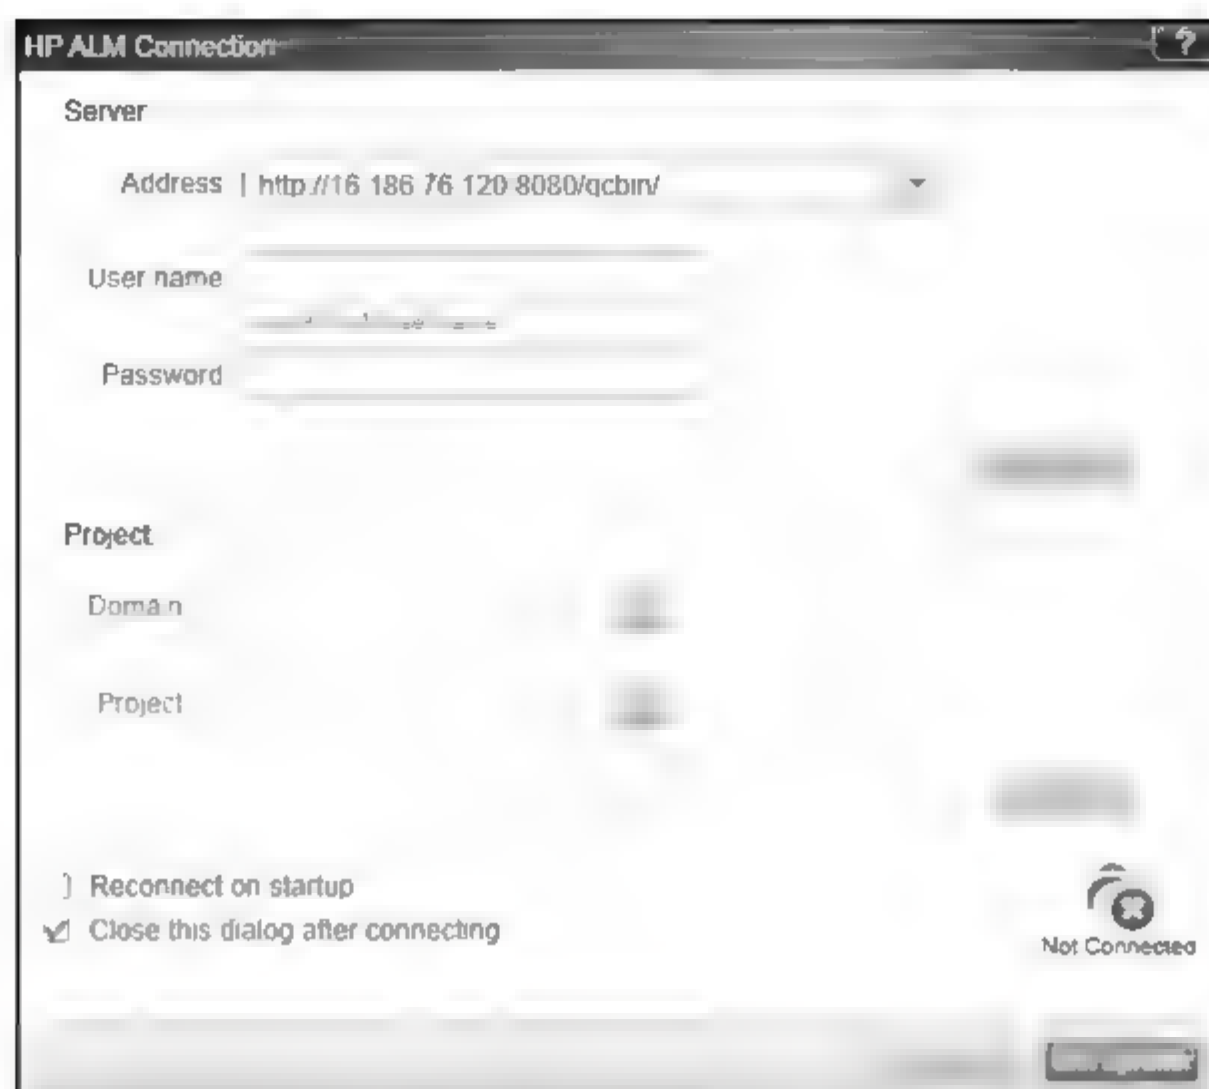 HP ALM Connection
?
Server
Address http://16 186 76 120 8080/qcbin/
User name
Password
Project
Domain
Project
Reconnect on startup
Close this dialog after connecting
Not Connected